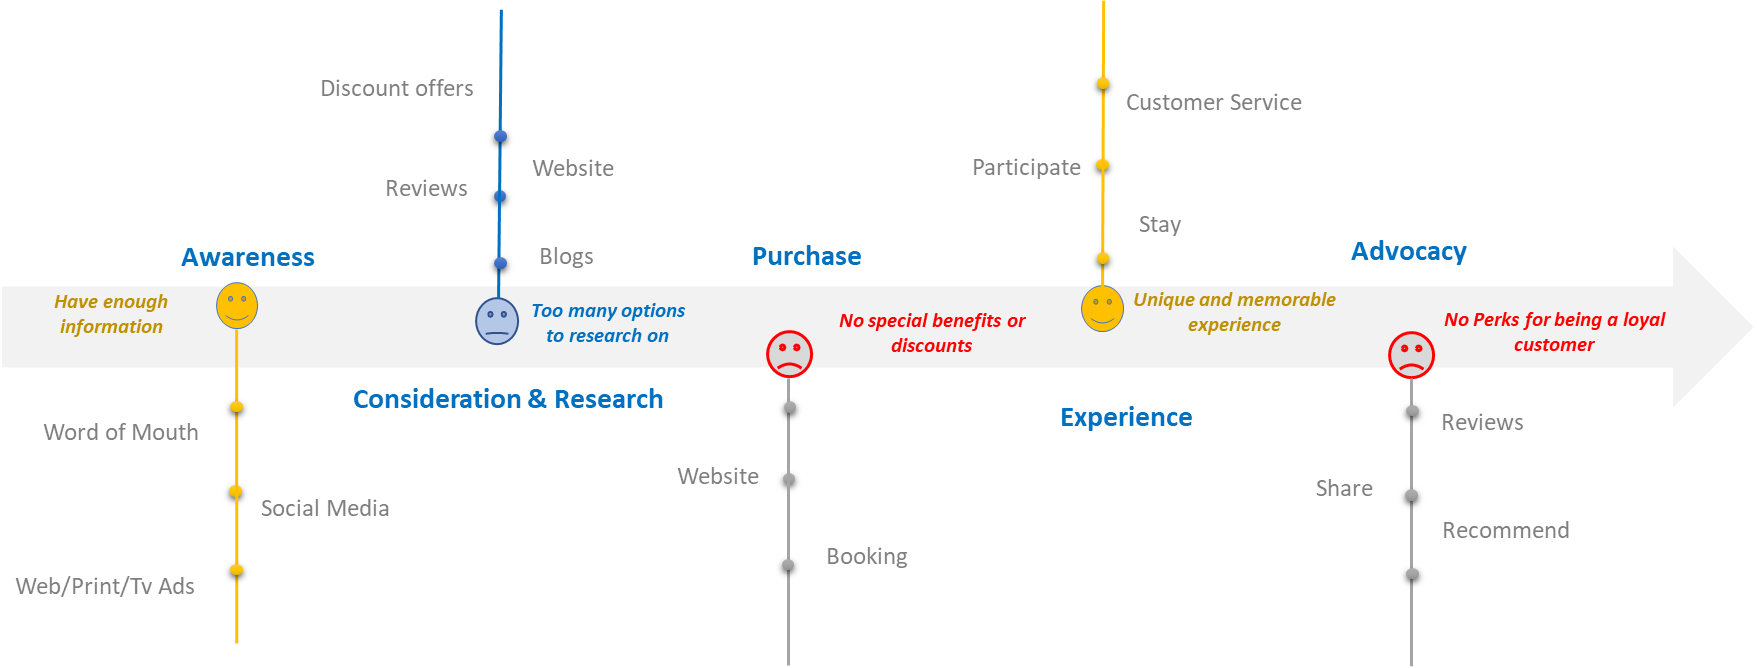 Discount offers
Website
Reviews
Blogs
Customer Service
Participate
Stay
Awareness
Purchase
Advocacy
Have enough
information
Too many options
to research on
No special benefits or
discounts
Unique and memorable
experience
No Perks for being a loyal
customer
Consideration & Research
Experience
Word of Mouth
Social Media
Web/Print/Tv Ads
Website
Booking
Reviews
Share
Recommend